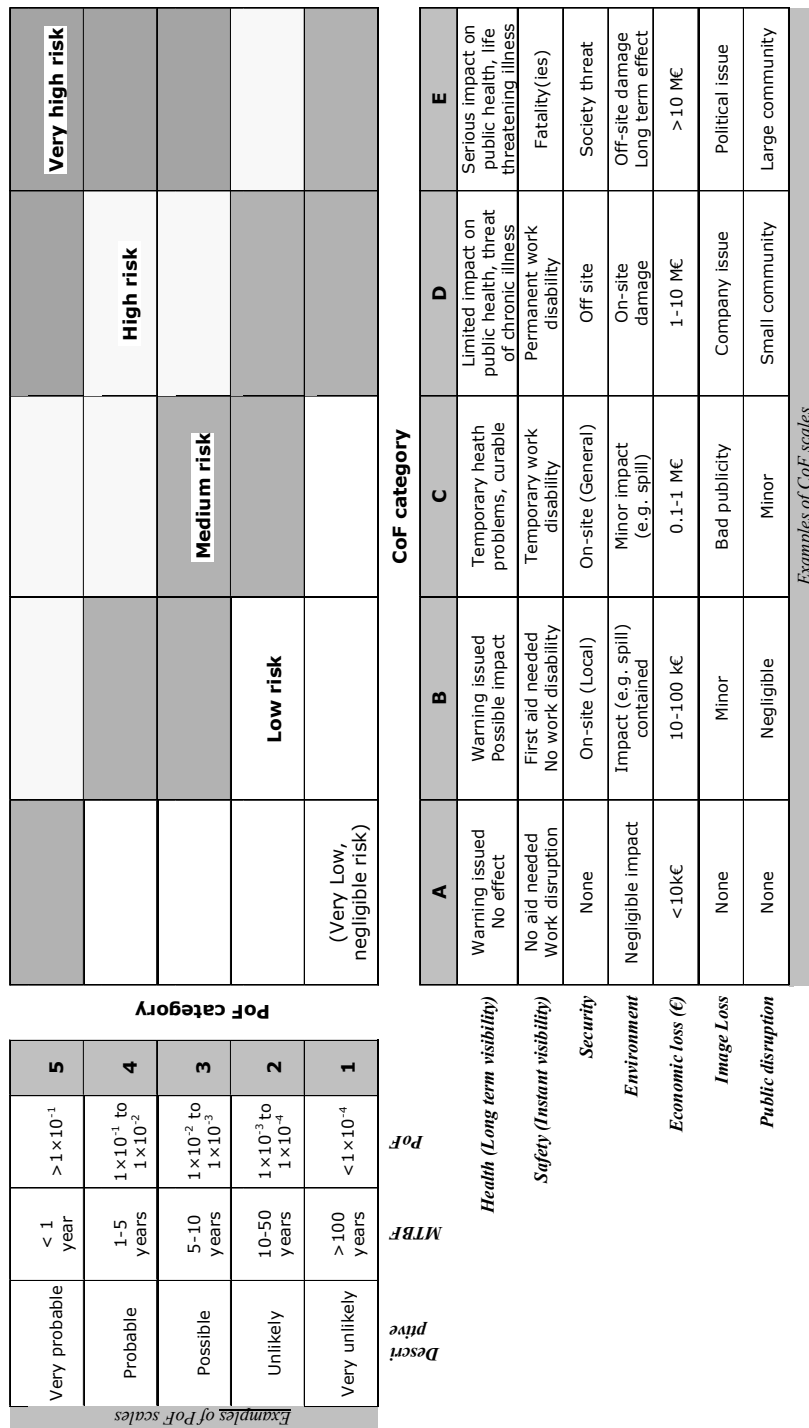 Examples of PoF scales
Descri
ptive
MTBF
PoF
PoF category
Very probable
< 1
year
>1×10-1
5
Very high risk
Probable
1-5
years
1×10-1 to
1×10-2
4
High risk
Possible
5-10
years
1×10-2 to
1×10-3
3
Medium risk
Unlikely
10-50
years
1×10-3 to
1×10-4
2
Low risk
Very unlikely
>100
years
<1×10-4
1
(Very Low,
negligible risk)
CoF category
A
B
C
D
E
Health (Long term visibility)
Warning issued
No effect
Warning issued
Possible impact
Temporary heath
problems, curable
Limited impact on
public health, threat
of chronic illness
Serious impact on
public health, life
threatening illness
Safety (Instant visibility)
No aid needed
Work disruption
First aid needed
No work disability
Temporary work
disability
Permanent work
disability
Fatality(ies)
Security
None
On-site (Local)
On-site (General)
Off site
Society threat
Environment
Negligible impact
Impact (e.g. spill)
contained
Minor impact
(e.g. spill)
On-site
damage
Off-site damage
Long term effect
Economic loss (€)
<10k€
10-100 k€
0.1-1 M€
1-10 M€
>10 M€
Image Loss
None
Minor
Bad publicity
Company issue
Political issue
Public disruption
None
Negligible
Minor
Small community
Large community
Examples of CoF scales